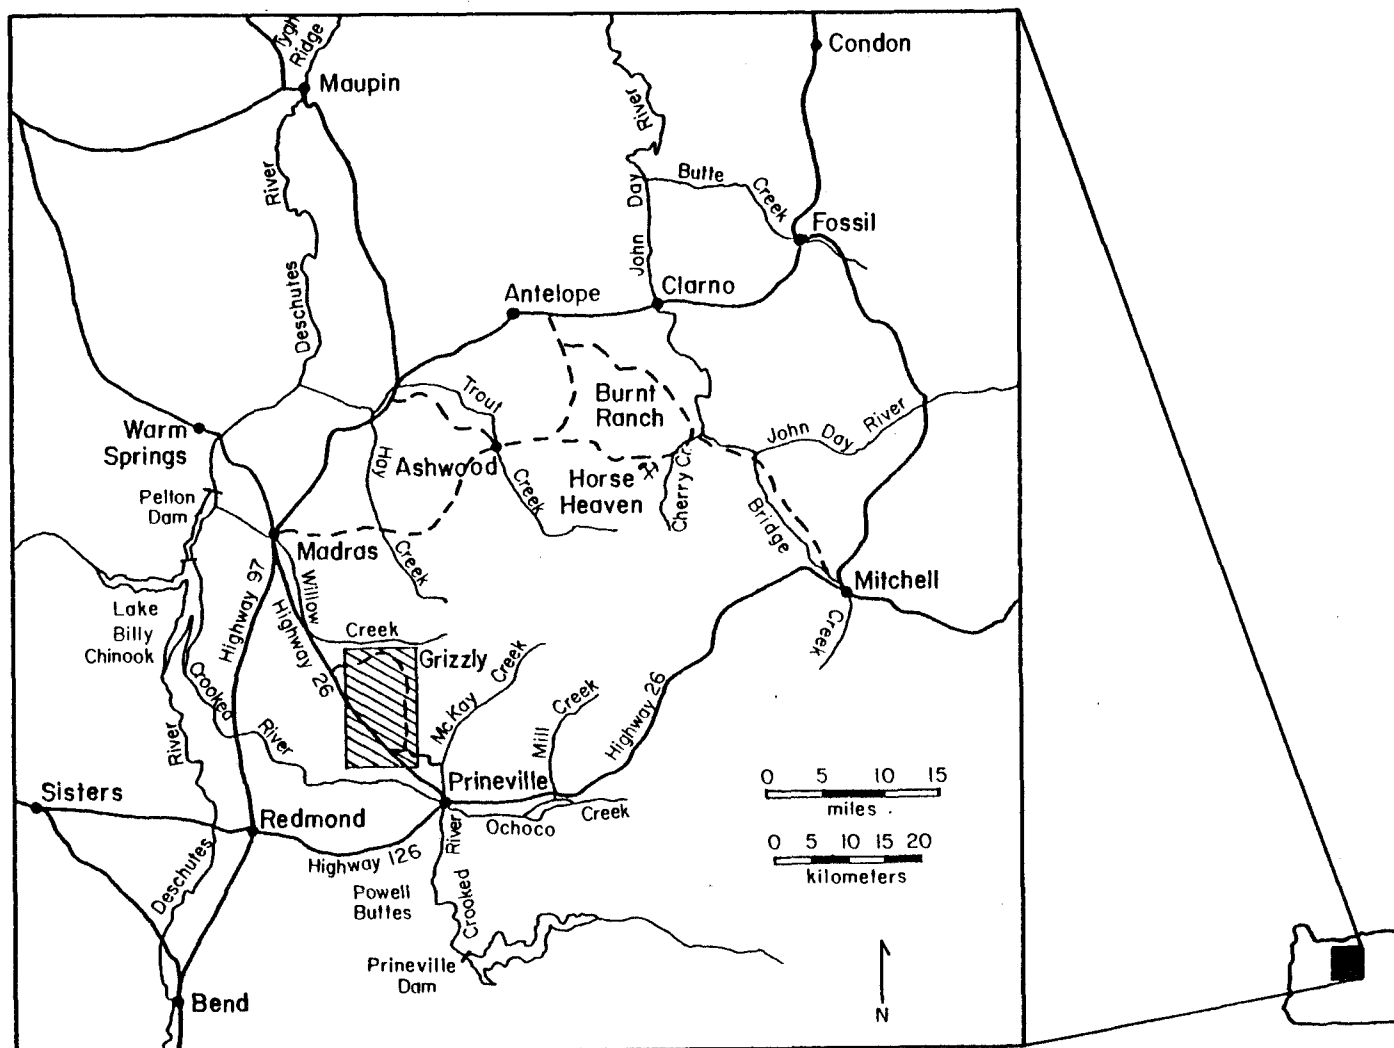 Tygh
Ridge
Maupin
Condon
River
River
Butte
Creek
Day
Fossil
John
Deschutes
Antelope
Clarno
Trout
Burnt
Ranch
Warm
Springs
John Day River
Hay
Ashwood
Creek
Horse
Heaven
Cherry Cr.
Pelton
Dam
Bridge
Madras
Creek
Mitchell
Highway 97
Willow
Lake
Billy
Chinook
Highway 26
Creek
Creek
Grizzly
Crooked
River
McKay
Creek
Mill
Creek
Highway 26
River
Sisters
Prineville
0 5 10 15
miles
Redmond
Ochoco
Creek
Highway 126
River
0 5 10 15 20
kilometers
Deschutes
Powell
Buttes
Crooked
Prineville
Dam
Bend
N